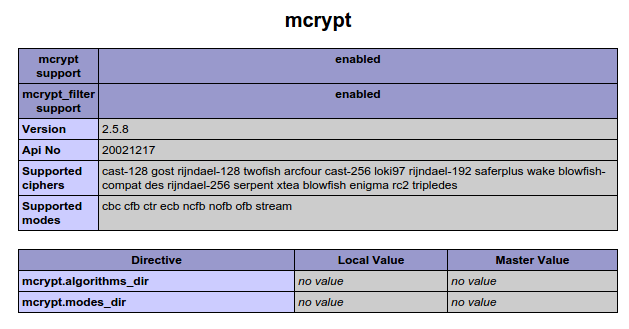 mcrypt
mcrypt support enabled
mcrypt_filter support enabled
Version 2.5.8
Api No 20021217
Supported ciphers cast-128 gost rijndael-128 twofish arcfour cast-256 loki97 rijndael-192 saferplus wake blowfish-
compat des rijndael-256 serpent xtea blowfish enigma rc2 tripledes
Supported modes cbc cfb ctr ecb ncfb nofb ofb stream
Directive Local Value Master Value
mcrypt.algorithms_dir no value no value
mcrypt.modes_dir no value no value